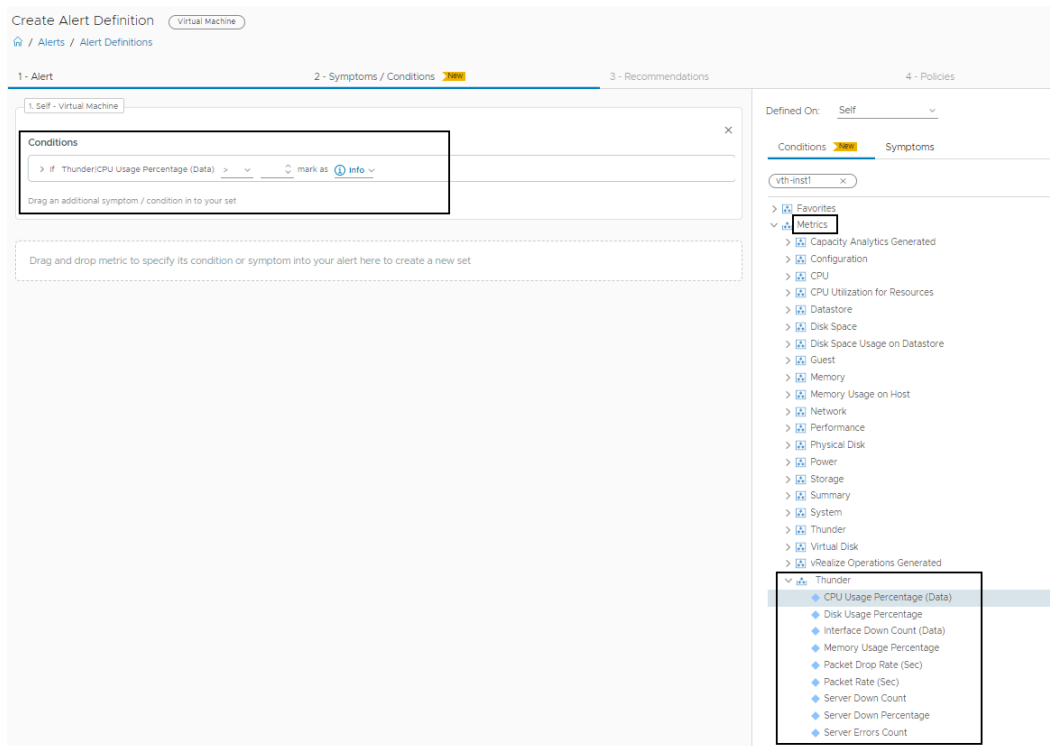 Create Alert Definition Virtual Machine
/ Alerts / Alert Definitions
1 - Alert
2 - Symptoms / Conditions New
3 - Recommendations
4 - Policies
1. Self - Virtual Machine
Conditions
If Thunder|CPU Usage Percentage (Data) > mark as Info
Drag an additional symptom / condition in to your set
Drag and drop metric to specify its condition or symptom into your alert here to create a new set
Defined On: Self
Conditions New Symptoms
vth-inst1 ×
Favorites
Metrics
Capacity Analytics Generated
Configuration
CPU
CPU Utilization for Resources
Datastore
Disk Space
Disk Space Usage on Datastore
Guest
Memory
Memory Usage on Host
Network
Performance
Physical Disk
Power
Storage
Summary
System
Thunder
Virtual Disk
vRealize Operations Generated
Thunder
CPU Usage Percentage (Data)
Disk Usage Percentage
Interface Down Count (Data)
Memory Usage Percentage
Packet Drop Rate (Sec)
Packet Rate (Sec)
Server Down Count
Server Down Percentage
Server Errors Count